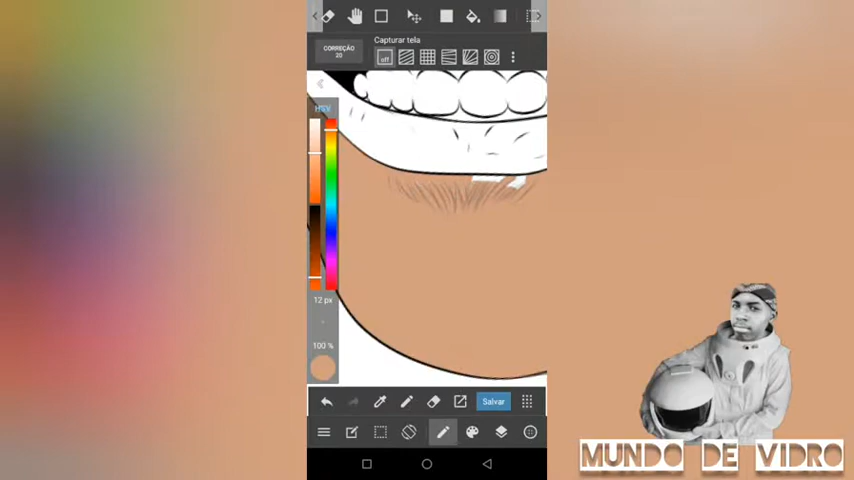 Capturar tela
CORREÇÃO
20
off
HSV
12 px
100 %
Salvar
MUNDO DE VIDRO